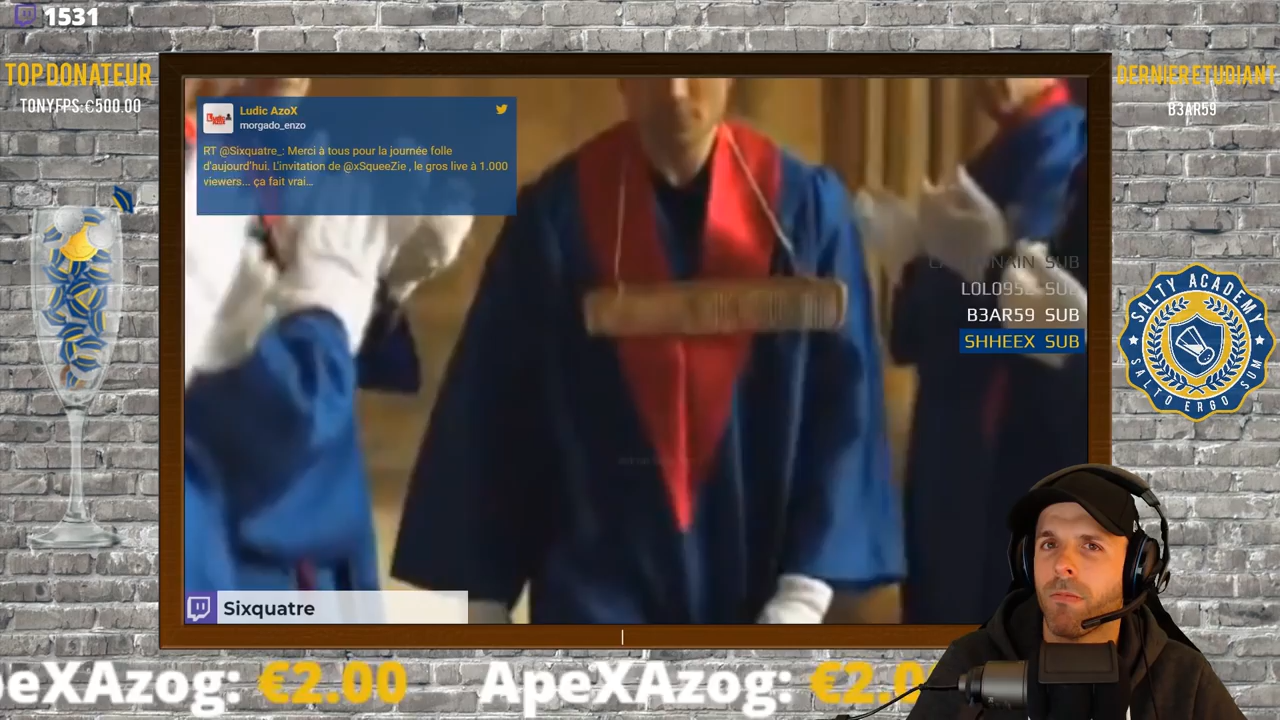 1531
TOP DONATEUR
TONYFPS:€500.00
DERNIER ETUDIANT
B3AR59
Ludic AzoX
morgado_enzo
RT @Sixquatre_: Merci à tous pour la journée folle
d'aujourd'hui. L'invitation de @xSqueeZie , le gros live à 1.000
viewers... ça fait vrai…
SUB
SUB
B3AR59 SUB
SHHEEX SUB
SALTY ACADEMY
SALTO ERGO SUM
Sixquatre
peXAzog: €2.00 ApeXAzog: €2.0